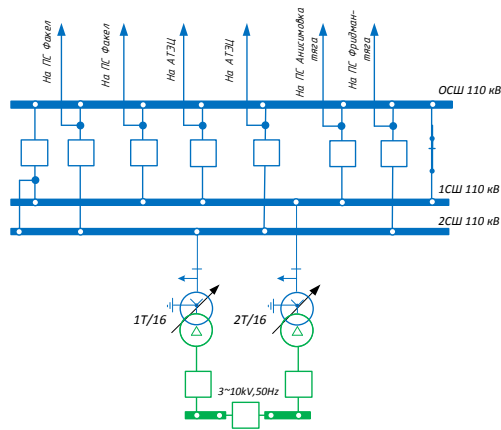 На ПС Факел
На ПС Факел
На АТЭЦ
На АТЭЦ
На ПС Анисимовка
тяга
На ПС Фридман-
тяга
ОСШ 110 кВ
1СШ 110 кВ
2СШ 110 кВ
1Т/16
2Т/16
3~10kV,50Hz